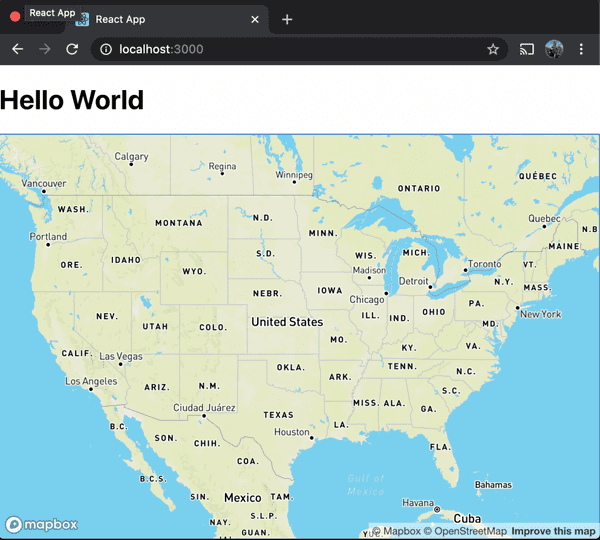 React App
React App
localhost:3000
Hello World
Calgary
Regina
Winnipeg
ONTARIO
QUÉBEC
Vancouver
WASH.
MONTANA
N.D.
MINN.
Quebec
N.B
Portland
MAINE
ORE.
IDAHO
S.D.
WIS.
MICH.
Toronto
VT.
WYO.
Madison
Detroit
N.Y.
MASS.
NEBR.
IOWA
Chicago
PA.
NEV.
UTAH
COLO.
United States
ILL.
IND.
OHIO
New York
MD.
MO.
KY.
VA.
CALIF.
Las Vegas
OKLA.
TENN.
N.C.
Los Angeles
ARIZ.
N.M.
ARK.
S.C.
Ciudad Juárez
TEXAS
MISS.
ALA.
GA.
B.C.
SON.
CHIH.
Houston
LA.
FLA.
COA.
B.C.S.
Gulf of
Mexico
Bahamas
SIN.
Mexico
TAM.
Havana
Cuba
NAY.
S.L.P.
GUAN.
YUC.
mapbox
© Mapbox © OpenStreetMap Improve this map